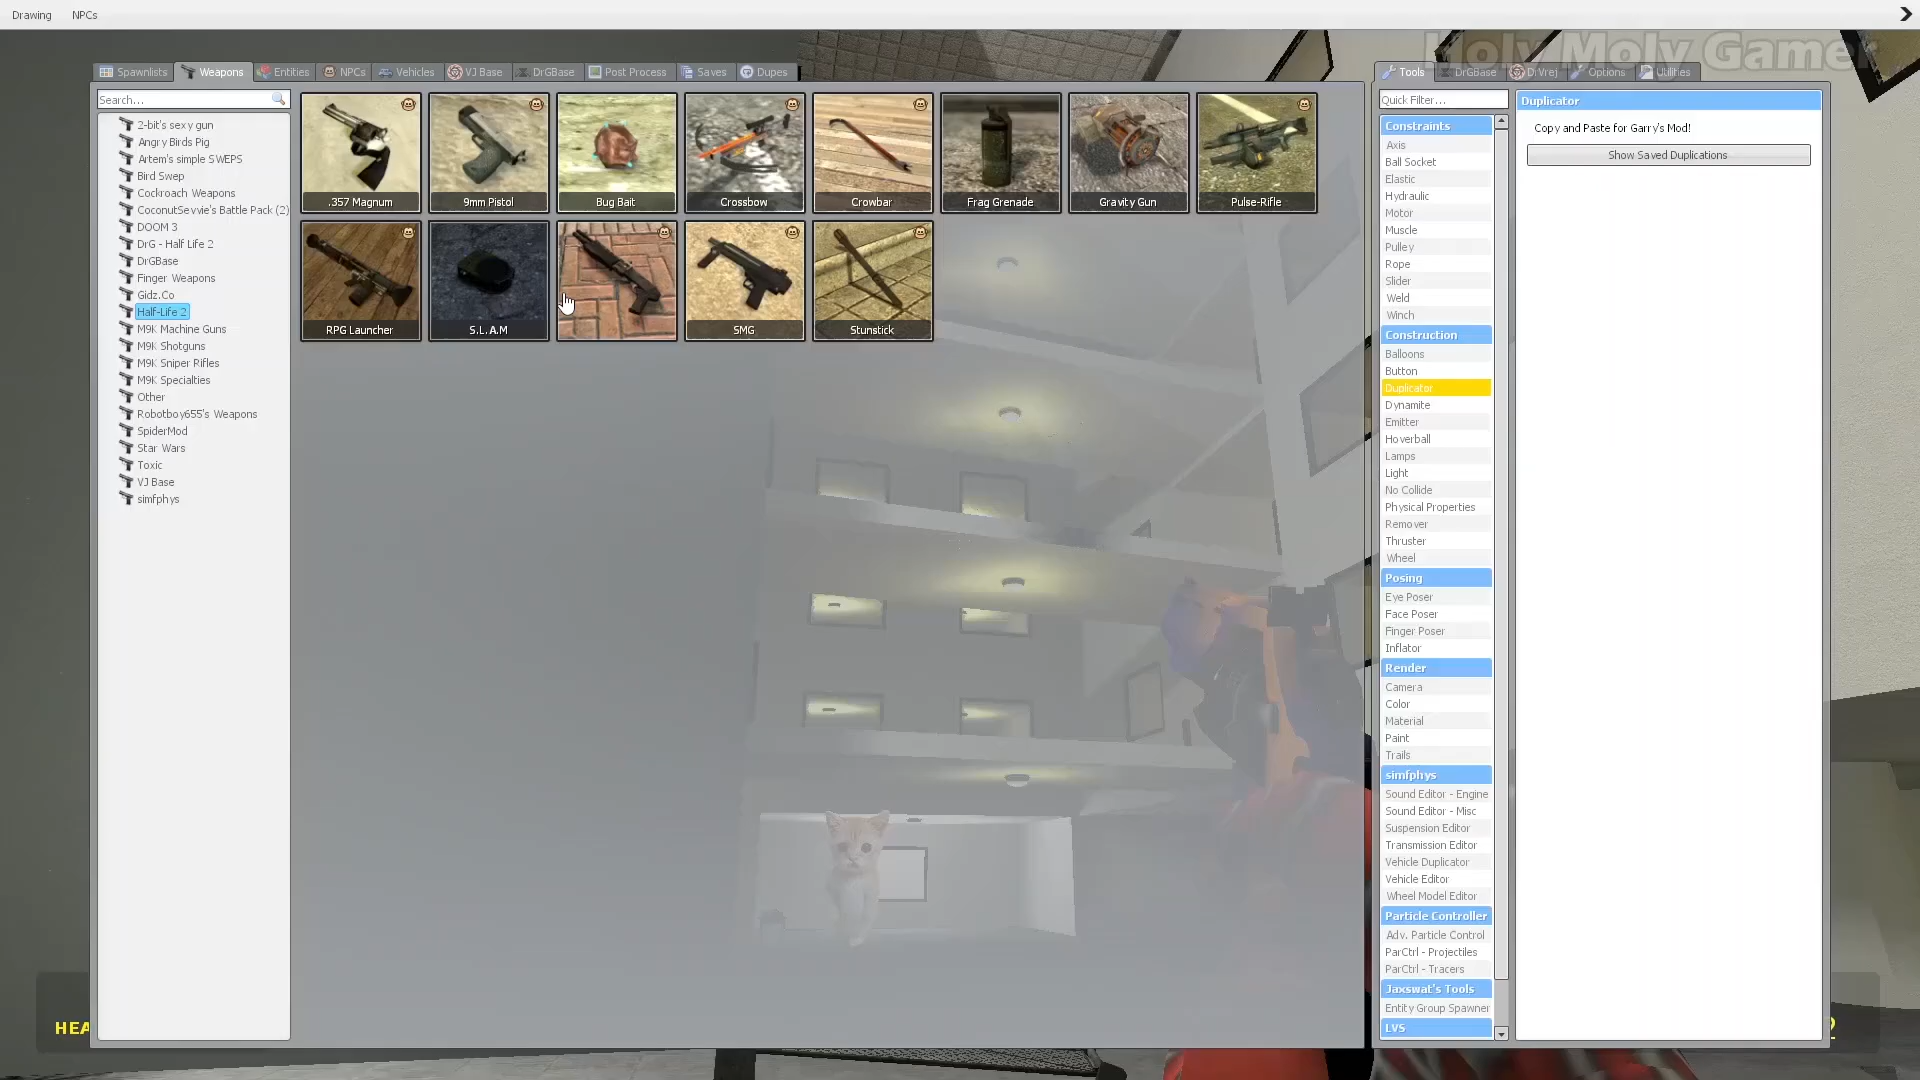 Drawing NPCs
Holy Moly Gamer
Spawnlists Weapons Entities NPCs Vehicles VJ Base DrGBase Post Process Saves Dupes
Search...
2-bit's sexy gun
Angry Birds Pig
Artem's simple SWEPS
Bird Swep
Cockroach Weapons
CoconutSevvie's Battle Pack (2)
DOOM 3
DrG - Half Life 2
DrGBase
Finger Weapons
Gidz.Co
Half-Life 2
M9K Machine Guns
M9K Shotguns
M9K Sniper Rifles
M9K Specialties
Other
Robotboy655's Weapons
SpiderMod
Star Wars
Toxic
VJ Base
simfphys
.357 Magnum 9mm Pistol Bug Bait Crossbow Crowbar Frag Grenade Gravity Gun Pulse-Rifle
RPG Launcher S.L.A.M SMG Stunstick
Tools DrGBase DrVrej Options Utilities
Quick Filter...
Constraints
Axis
Ball Socket
Elastic
Hydraulic
Motor
Muscle
Pulley
Rope
Slider
Weld
Winch
Construction
Balloons
Button
Duplicator
Dynamite
Emitter
Hoverball
Lamps
Light
No Collide
Physical Properties
Remover
Thruster
Wheel
Posing
Eye Poser
Face Poser
Finger Poser
Inflator
Render
Camera
Color
Material
Paint
Trails
simfphys
Sound Editor - Engine
Sound Editor - Misc
Suspension Editor
Transmission Editor
Vehicle Duplicator
Vehicle Editor
Wheel Model Editor
Particle Controller
Adv. Particle Control
ParCtrl - Projectiles
ParCtrl - Tracers
Jaxswat's Tools
Entity Group Spawner
LVS
Duplicator
Copy and Paste for Garry's Mod!
Show Saved Duplications
HEA